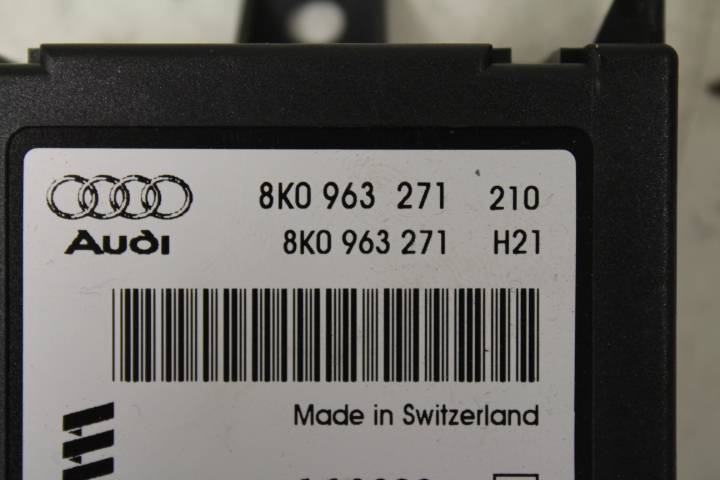 8K0 963 271 210
Audi 8K0 963 271 H21
Made in Switzerland